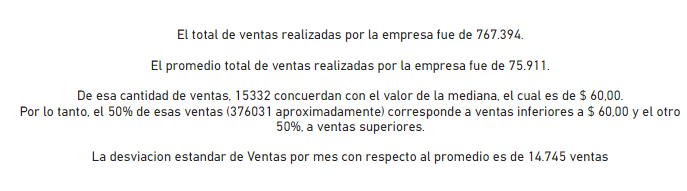 El total de ventas realizadas por la empresa fue de 767.394.
El promedio total de ventas realizadas por la empresa fue de 75.911.
De esa cantidad de ventas, 15332 concuerdan con el valor de la mediana, el cual es de $ 60,00.
Por lo tanto, el 50% de esas ventas (376031 aproximadamente) corresponde a ventas inferiores a $ 60,00 y el otro
50%, a ventas superiores.
La desviacion estandar de Ventas por mes con respecto al promedio es de 14.745 ventas